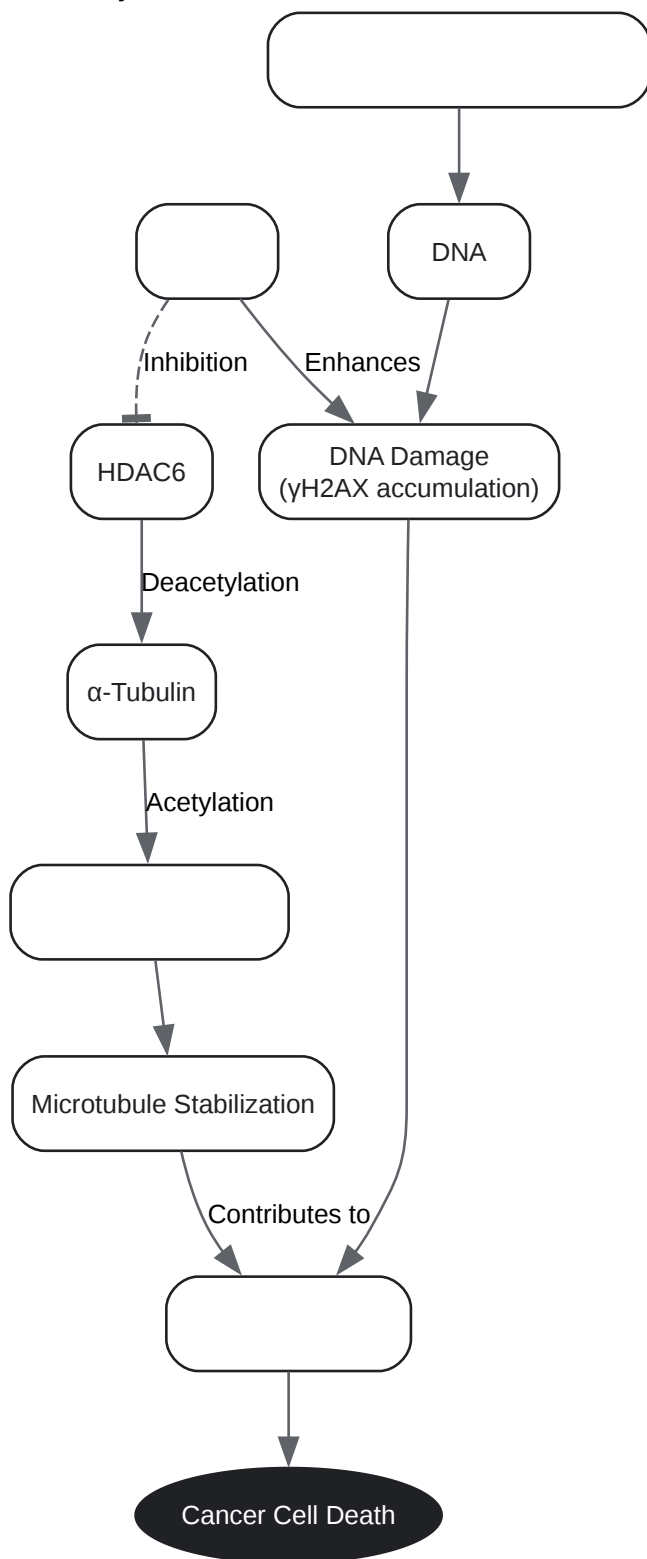 DNA
Inhibition
Enhances
HDAC6
DNA Damage
(γH2AX accumulation)
Deacetylation
α-Tubulin
Acetylation
Microtubule Stabilization
Contributes to
Cancer Cell Death